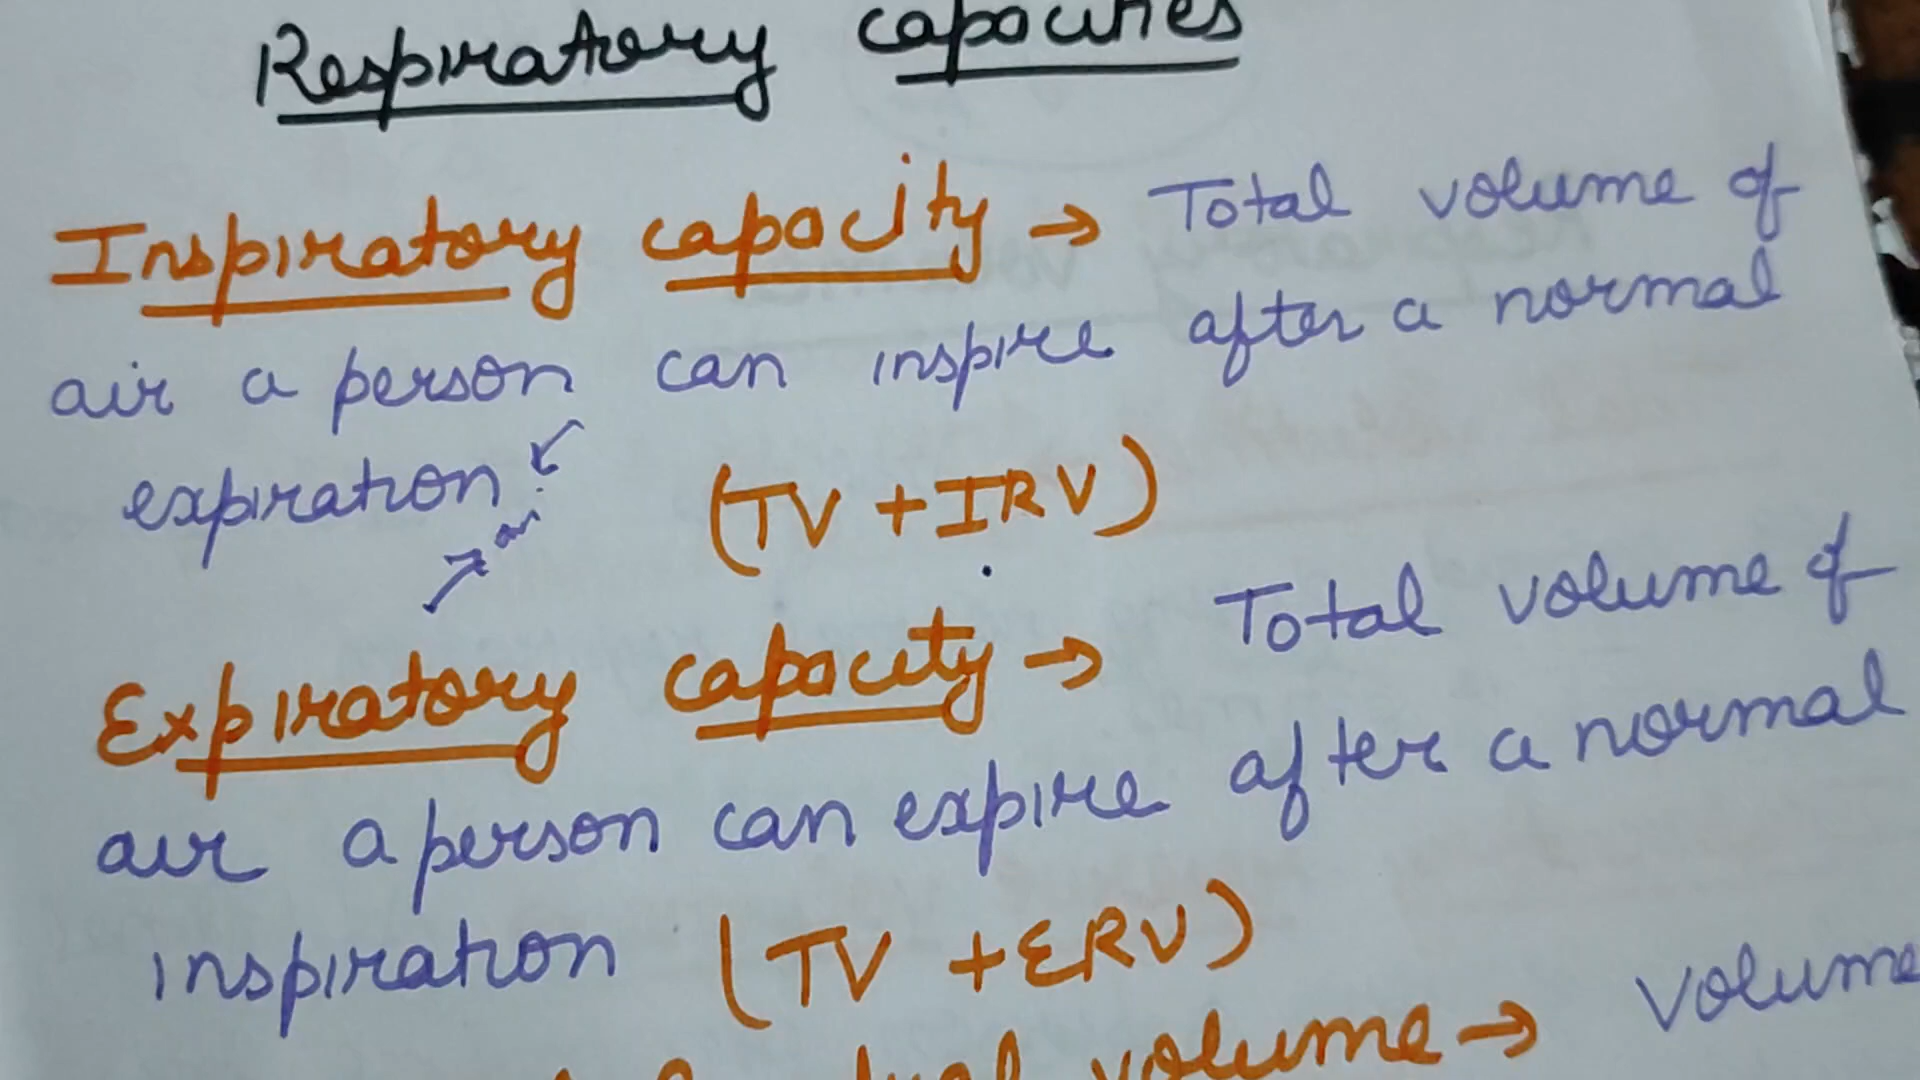 Respiratory capacities
Inspiratory capacity → Total volume of
air a person can inspire after a normal
expiration.
(TV + IRV)
Expiratory capacity → Total volume of
air a person can expire after a normal
inspiration (TV + ERV)
volume → volume